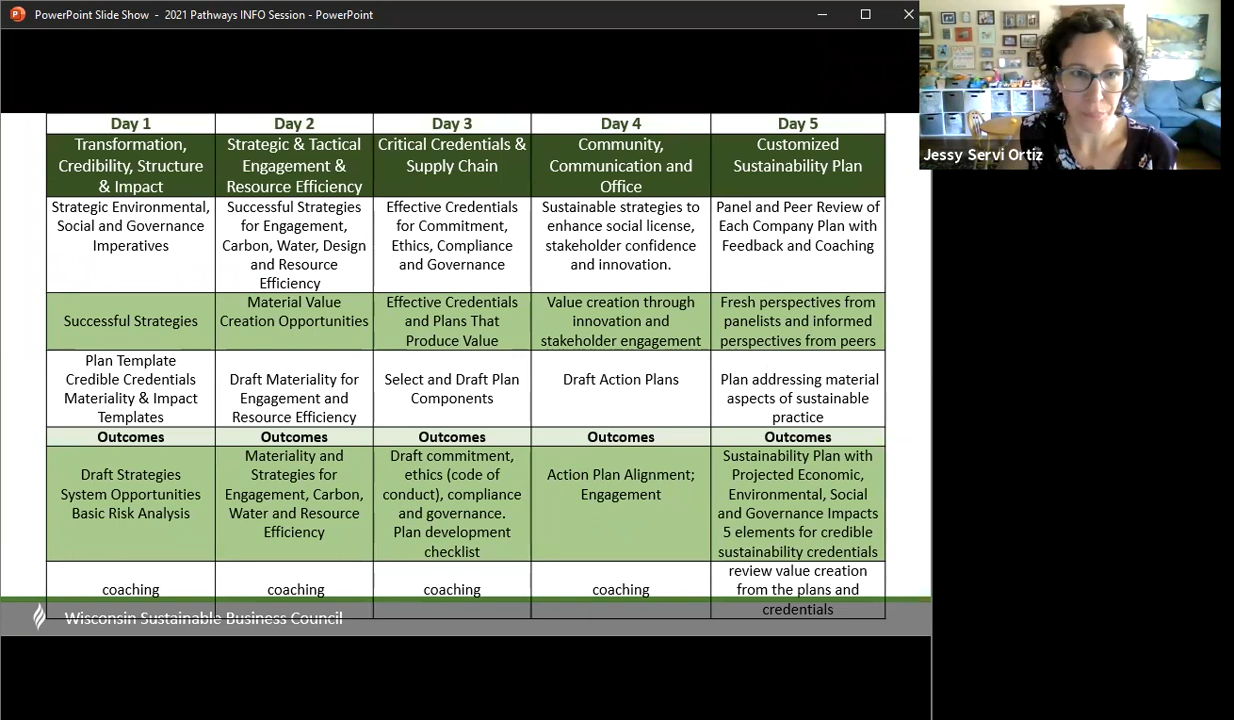 PowerPoint Slide Show - 2021 Pathways INFO Session - PowerPoint
Jessy Servi Ortiz
Day 1
Day 2
Day 3
Day 4
Day 5
Transformation,
Credibility, Structure
& Impact
Strategic & Tactical
Engagement &
Resource Efficiency
Critical Credentials &
Supply Chain
Community,
Communication and
Office
Customized
Sustainability Plan
Strategic Environmental,
Social and Governance
Imperatives
Successful Strategies
for Engagement,
Carbon, Water, Design
and Resource
Efficiency
Effective Credentials
for Commitment,
Ethics, Compliance
and Governance
Sustainable strategies to
enhance social license,
stakeholder confidence
and innovation.
Panel and Peer Review of
Each Company Plan with
Feedback and Coaching
Successful Strategies
Material Value
Creation Opportunities
Effective Credentials
and Plans That
Produce Value
Value creation through
innovation and
stakeholder engagement
Fresh perspectives from
panelists and informed
perspectives from peers
Plan Template
Credible Credentials
Materiality & Impact
Templates
Draft Materiality for
Engagement and
Resource Efficiency
Select and Draft Plan
Components
Draft Action Plans
Plan addressing material
aspects of sustainable
practice
Outcomes
Outcomes
Outcomes
Outcomes
Outcomes
Draft Strategies
System Opportunities
Basic Risk Analysis
Materiality and
Strategies for
Engagement, Carbon,
Water and Resource
Efficiency
Draft commitment,
ethics (code of
conduct), compliance
and governance.
Plan development
checklist
Action Plan Alignment;
Engagement
Sustainability Plan with
Projected Economic,
Environmental, Social
and Governance Impacts
5 elements for credible
sustainability credentials
coaching
coaching
coaching
coaching
review value creation
from the plans and
credentials
Wisconsin Sustainable Business Council